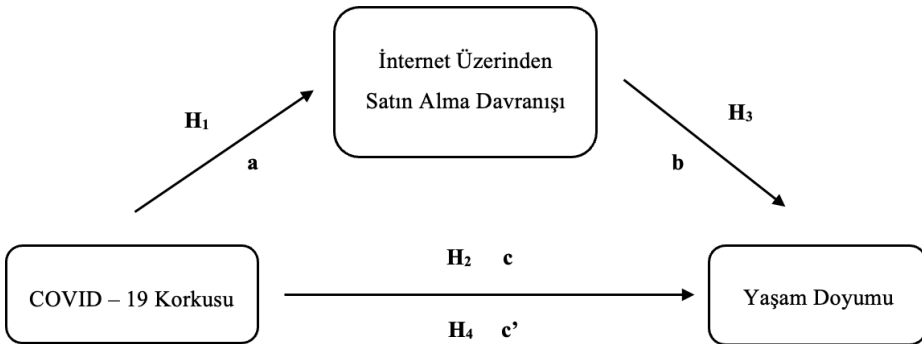 İnternet Üzerinden
Satın Alma Davranışı
H₁
H₃
a
b
COVID – 19 Korkusu
H₂ c
H₄ c’
Yaşam Doyumu